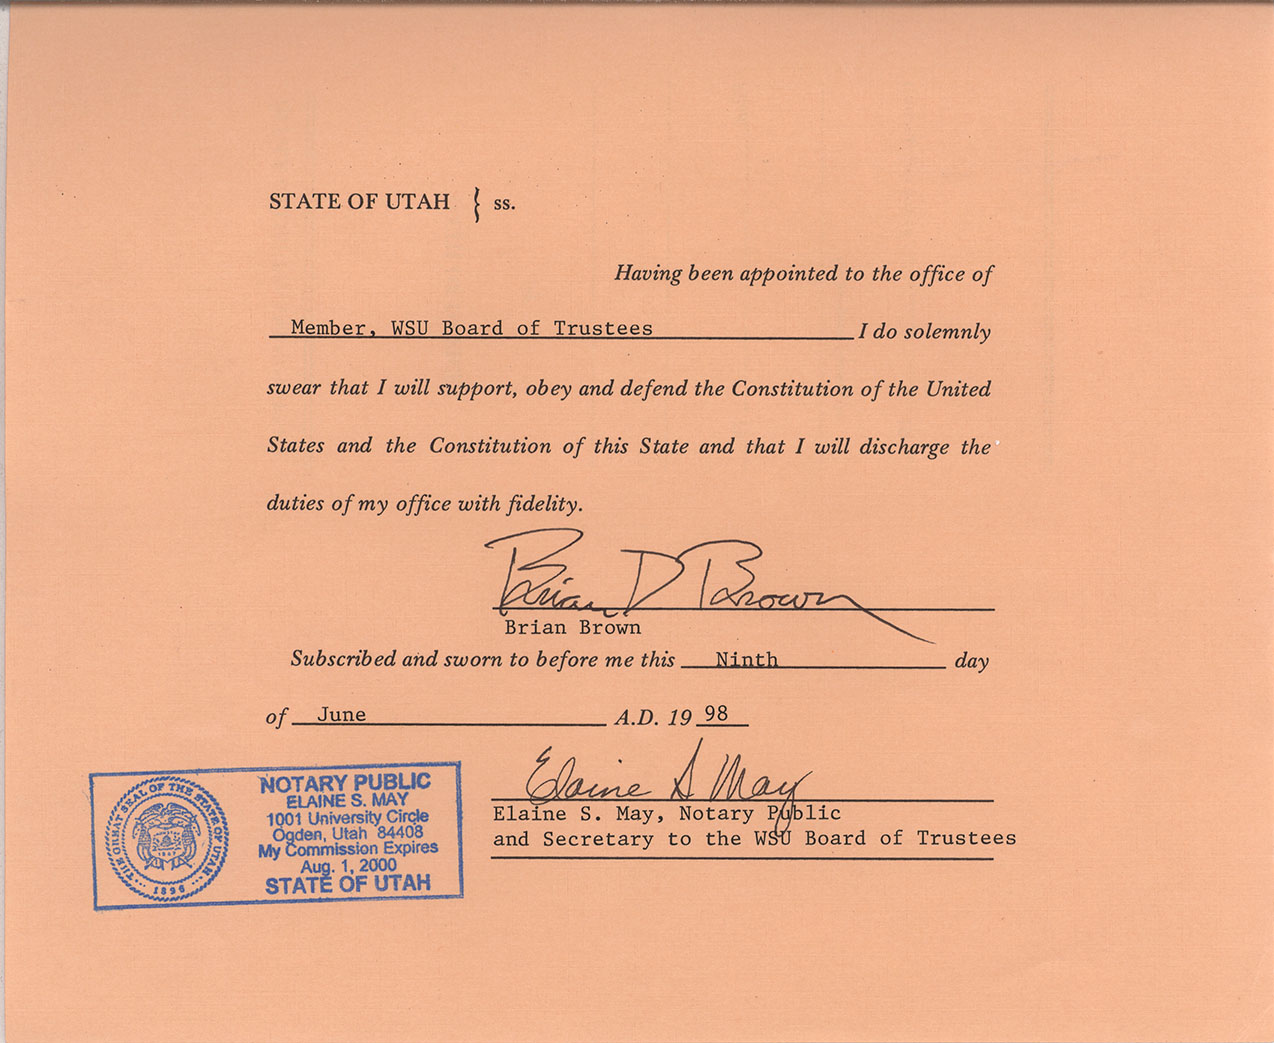 STATE OF UTAH } ss.
Having been appointed to the office of
Member, WSU Board of Trustees I do solemnly
swear that I will support, obey and defend the Constitution of the United
States and the Constitution of this State and that I will discharge the
duties of my office with fidelity.
Brian D Brown
Brian Brown
Subscribed and sworn to before me this Ninth day
of June A.D. 19 98
Elaine S May
Elaine S. May, Notary Public
and Secretary to the WSU Board of Trustees
THE GREAT SEAL OF THE STATE OF UTAH
1896
NOTARY PUBLIC
ELAINE S. MAY
1001 University Circle
Ogden, Utah 84408
My Commission Expires
Aug. 1, 2000
STATE OF UTAH